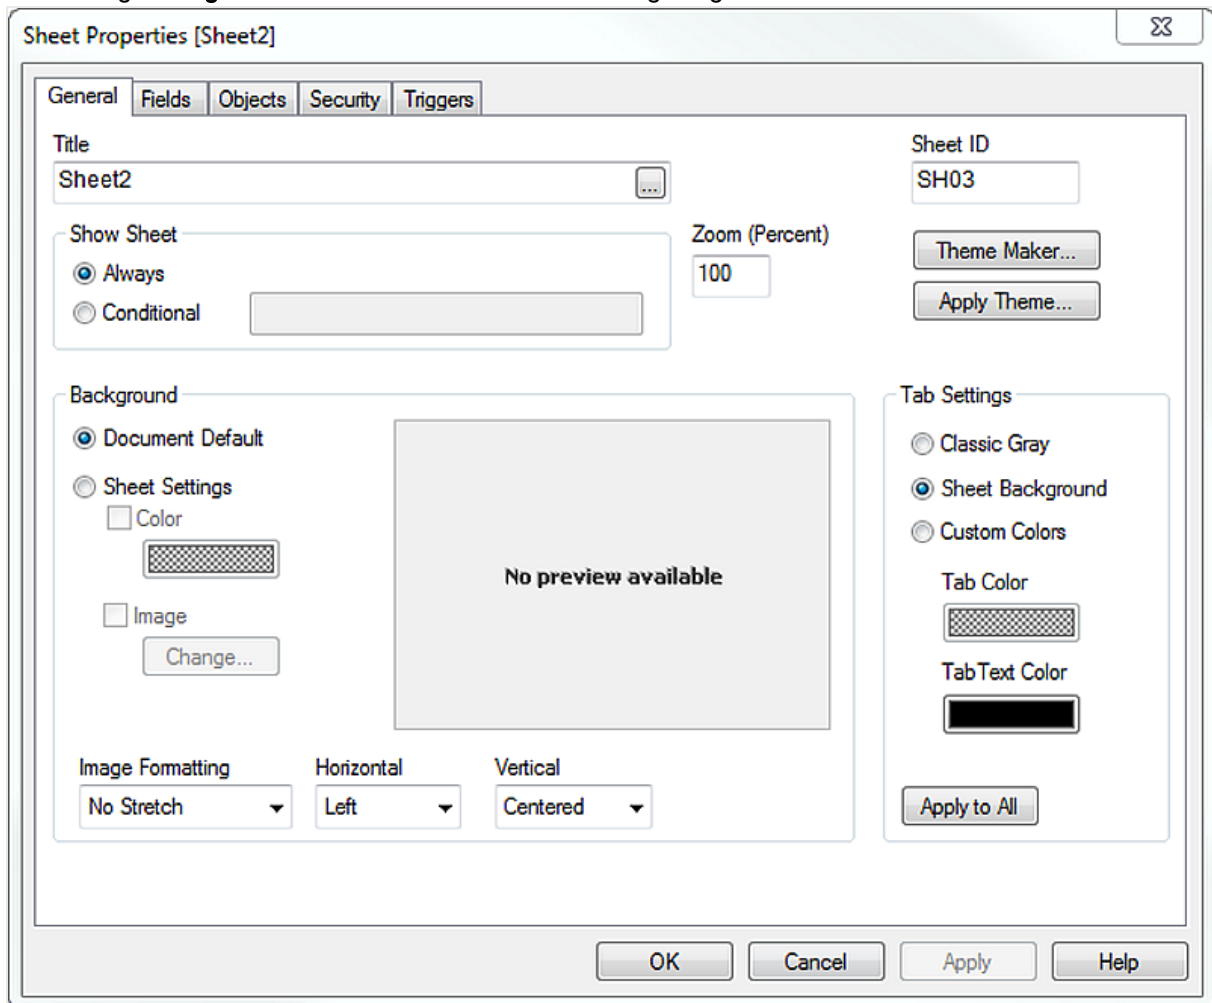 Sheet Properties [Sheet2]
General Fields Objects Security Triggers
Title
Sheet ID
Sheet2
...
SH03
Show Sheet
Zoom (Percent)
Always
100
Theme Maker...
Conditional
Apply Theme...
Background
Tab Settings
Document Default
Classic Gray
Sheet Settings
Sheet Background
Color
Custom Colors
No preview available
Tab Color
Image
Change...
Tab Text Color
Image Formatting
Horizontal
Vertical
No Stretch
Left
Centered
Apply to All
OK
Cancel
Apply
Help